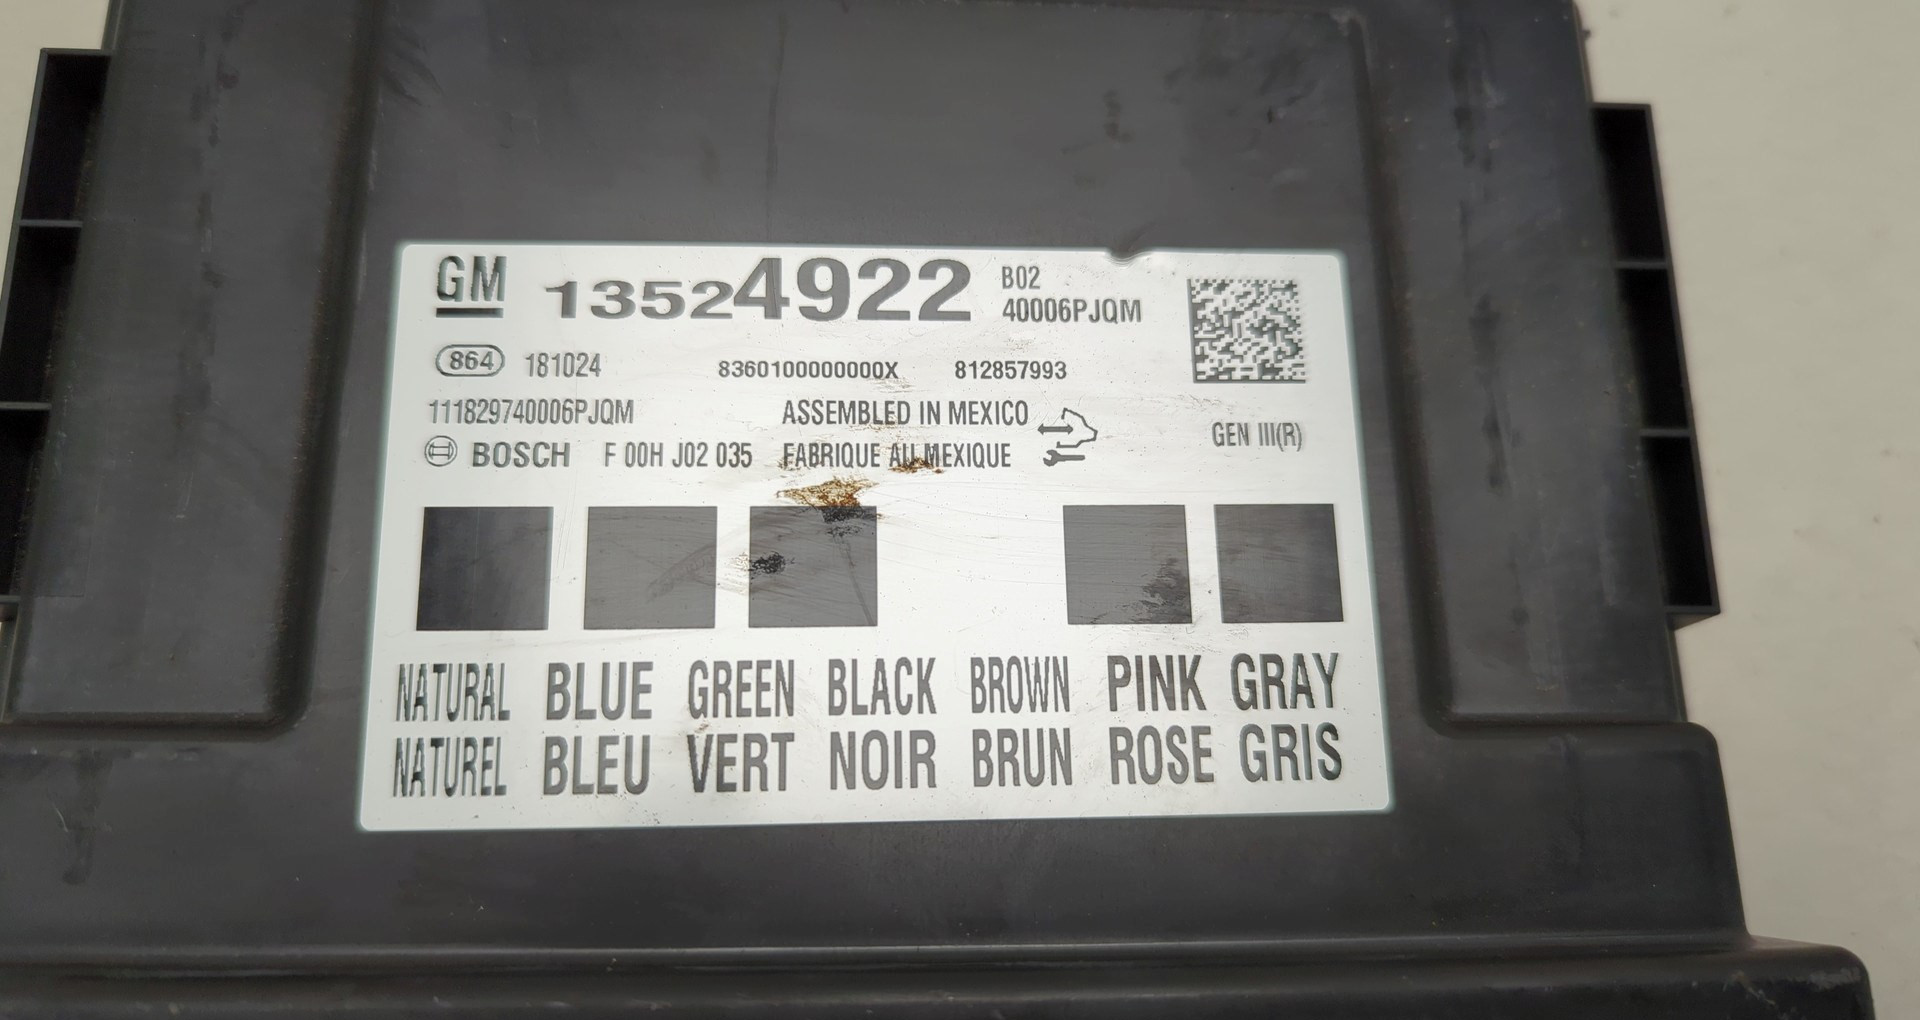 GM 13524922 B02
40006PJQM
864 181024 8360100000000X 812857993
111829740006PJQM ASSEMBLED IN MEXICO
GEN III(R)
BOSCH F 00H J02 035 FABRIQUE AU MEXIQUE
NATURAL BLUE GREEN BLACK BROWN PINK GRAY
NATUREL BLEU VERT NOIR BRUN ROSE GRIS